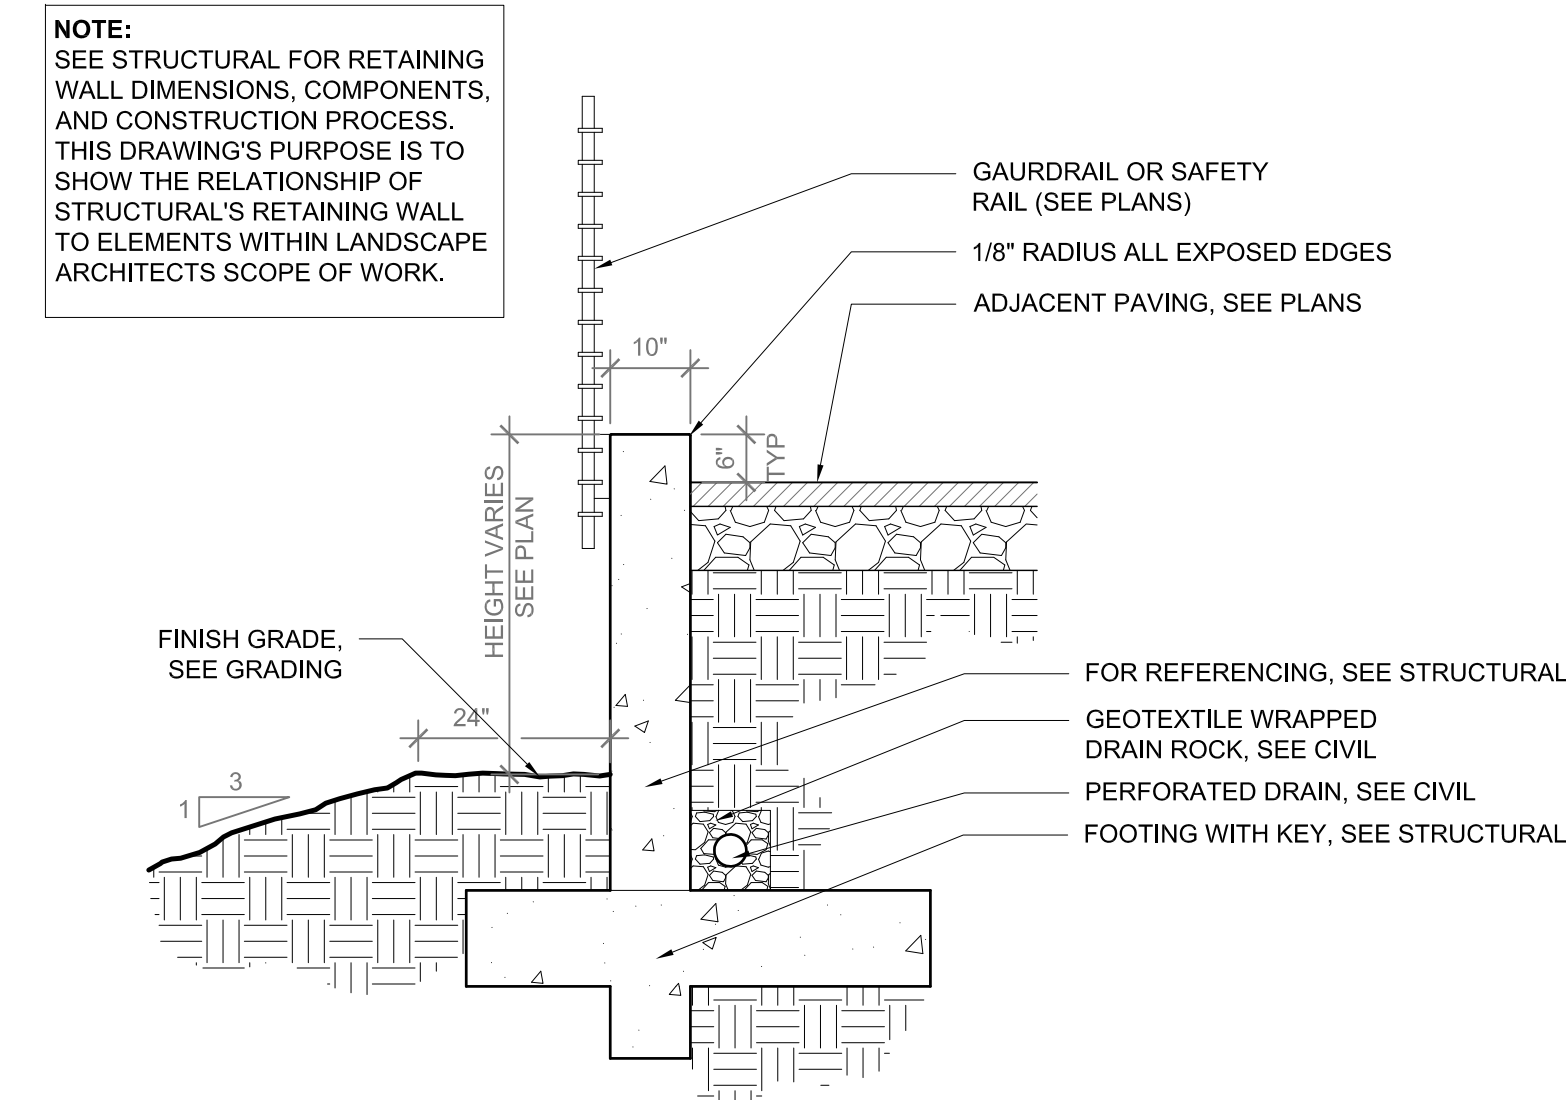 NOTE:
SEE STRUCTURAL FOR RETAINING
WALL DIMENSIONS, COMPONENTS,
AND CONSTRUCTION PROCESS.
THIS DRAWING'S PURPOSE IS TO
SHOW THE RELATIONSHIP OF
STRUCTURAL'S RETAINING WALL
TO ELEMENTS WITHIN LANDSCAPE
ARCHITECTS SCOPE OF WORK.
GAURDRAIL OR SAFETY
RAIL (SEE PLANS)
1/8" RADIUS ALL EXPOSED EDGES
ADJACENT PAVING, SEE PLANS
10"
6"
TYP
HEIGHT VARIES
SEE PLAN
FINISH GRADE,
SEE GRADING
24"
3
1
FOR REFERENCING, SEE STRUCTURAL
GEOTEXTILE WRAPPED
DRAIN ROCK, SEE CIVIL
PERFORATED DRAIN, SEE CIVIL
FOOTING WITH KEY, SEE STRUCTURAL